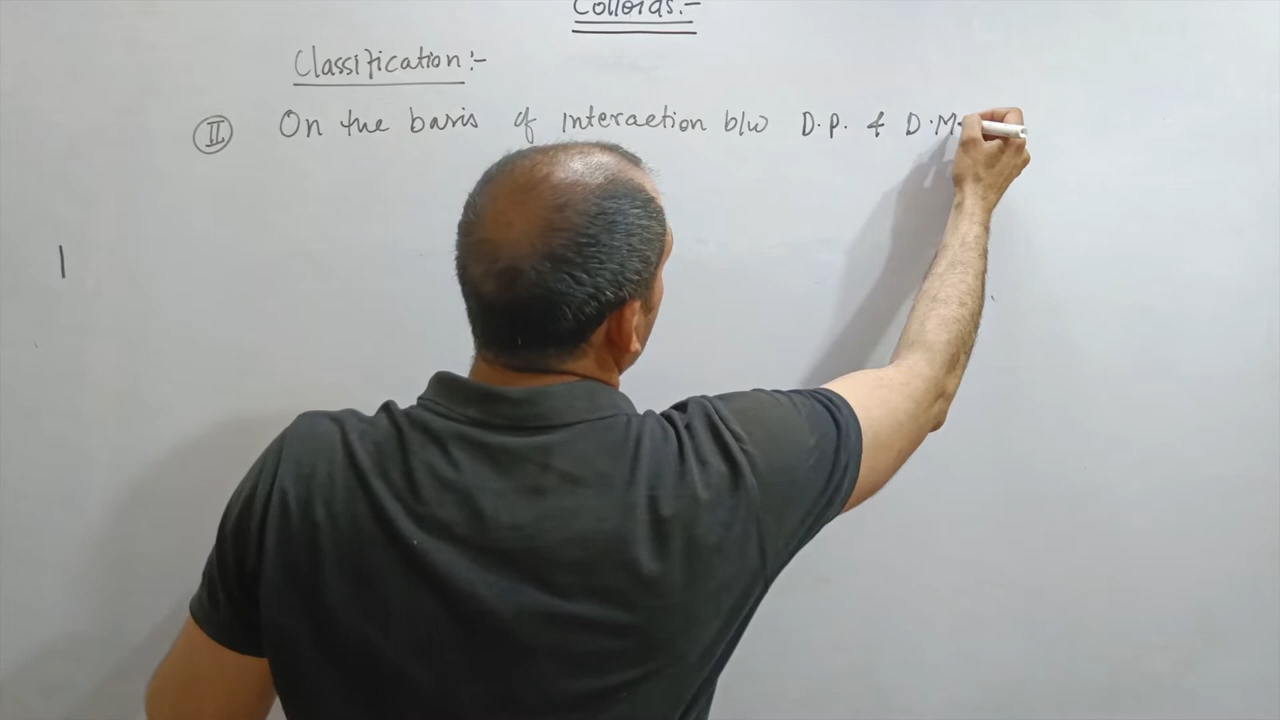 Colloids:-
Classification:-
II On the basis of interaction b/w D.P. & D.M.